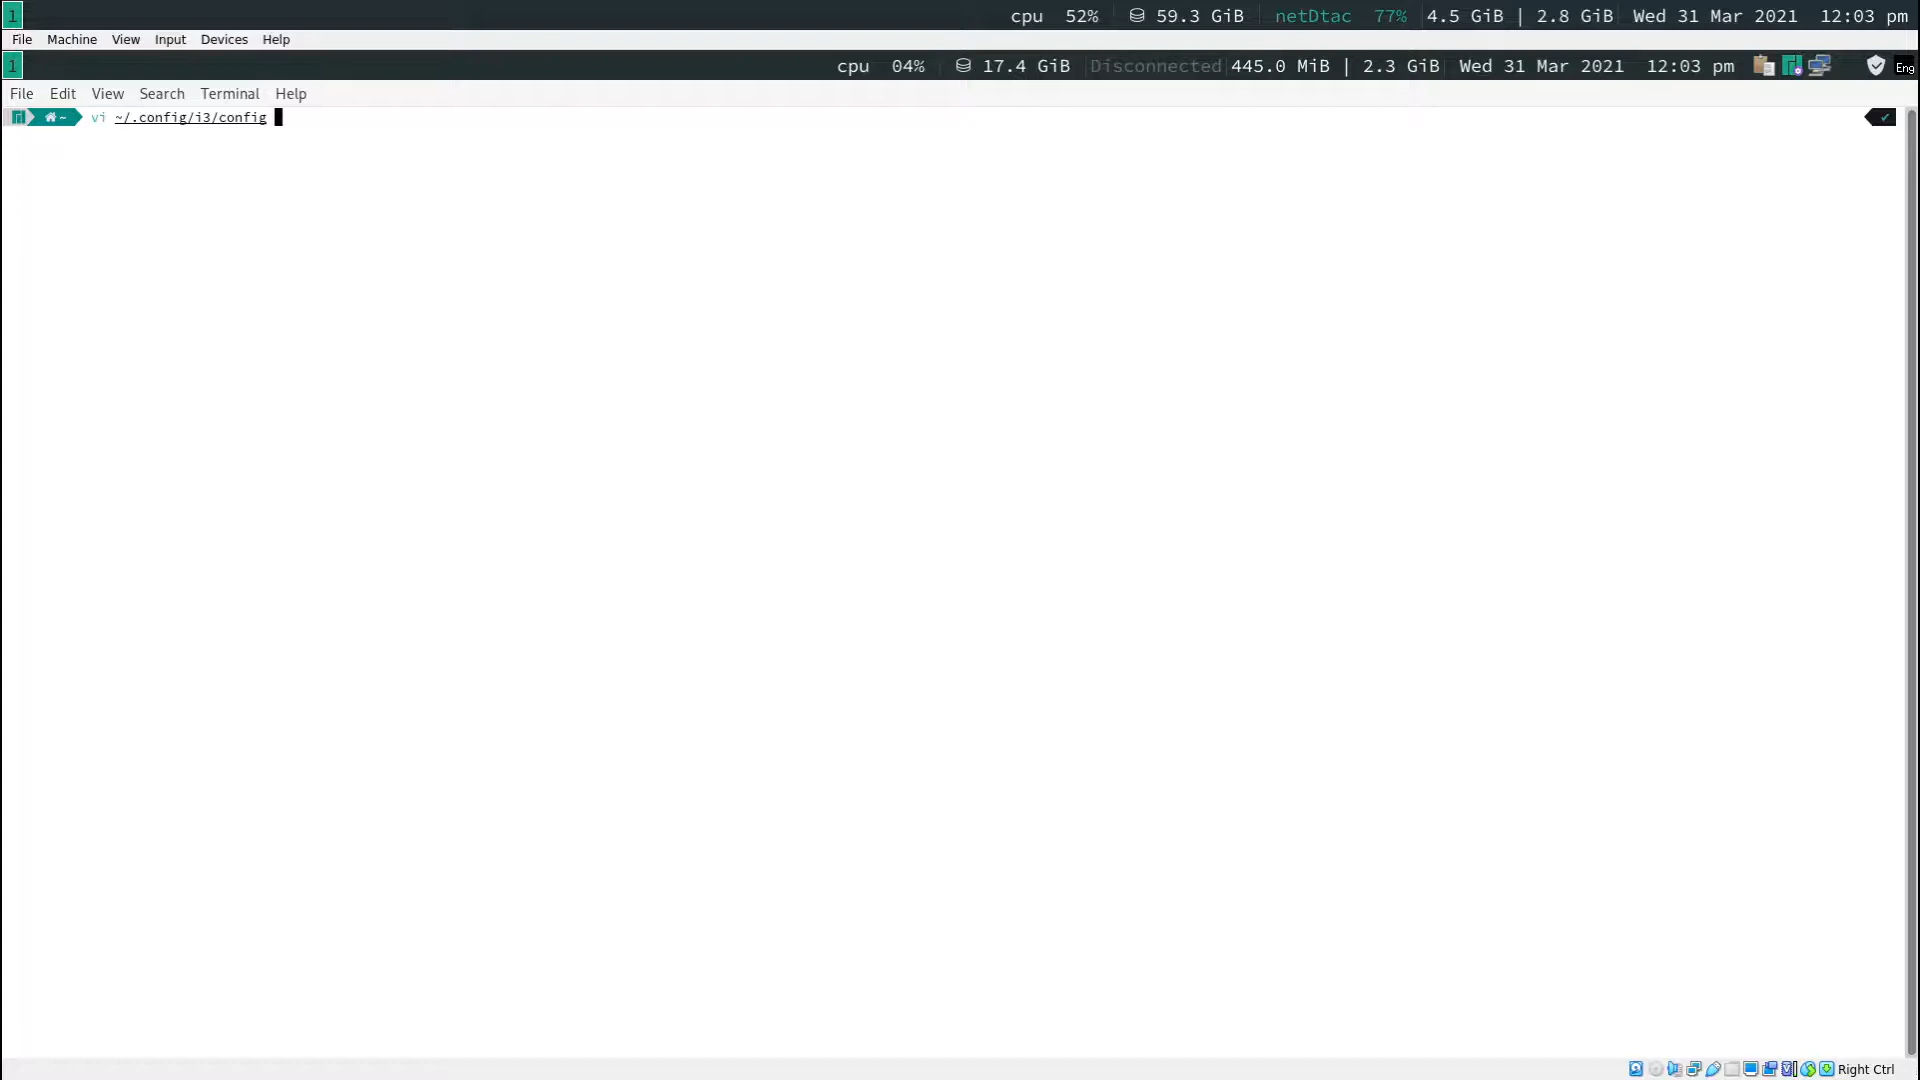 1 cpu 52% 59.3 GiB netDtac 77% 4.5 GiB | 2.8 GiB Wed 31 Mar 2021 12:03 pm
File Machine View Input Devices Help
1 cpu 04% 17.4 GiB Disconnected 445.0 MiB | 2.3 GiB Wed 31 Mar 2021 12:03 pm Eng
File Edit View Search Terminal Help
~ vi ~/.config/i3/config
Right Ctrl